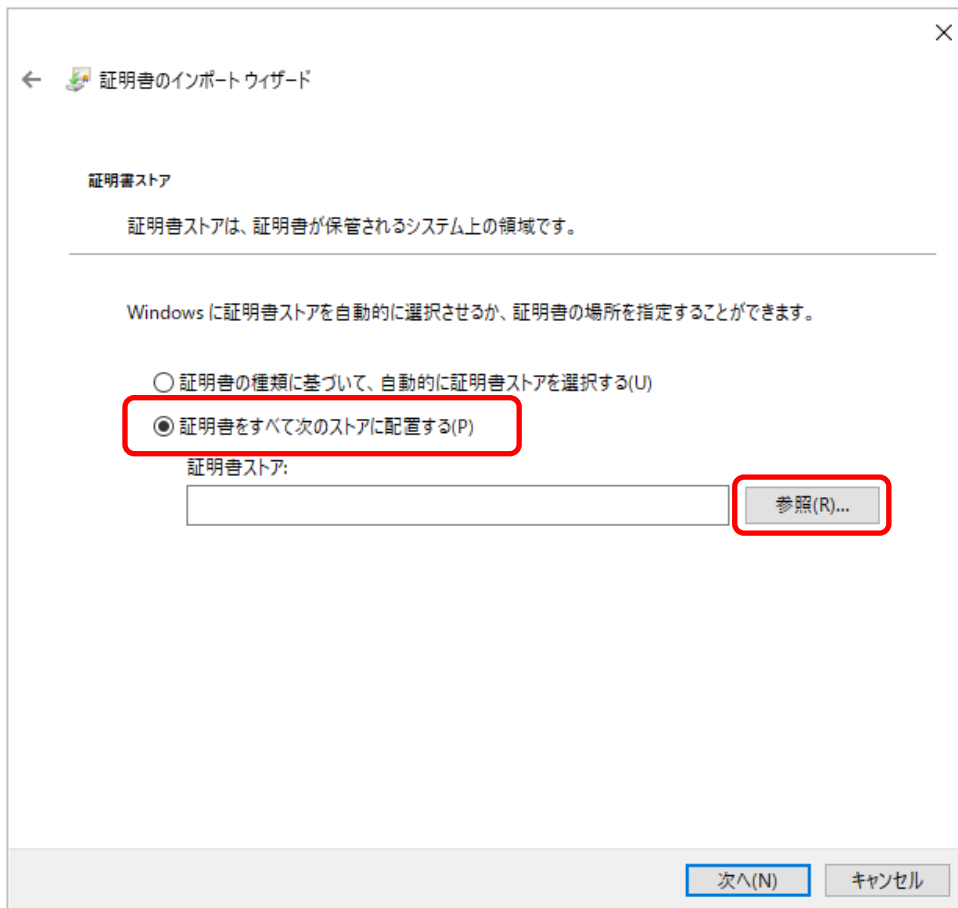 証明書のインポート ウィザード
証明書ストア
証明書ストアは、証明書が保管されるシステム上の領域です。
Windows に証明書ストアを自動的に選択させるか、証明書の場所を指定することができます。
証明書の種類に基づいて、自動的に証明書ストアを選択する(U)
証明書をすべて次のストアに配置する(P)
証明書ストア:
参照(R)...
次へ(N)
キャンセル